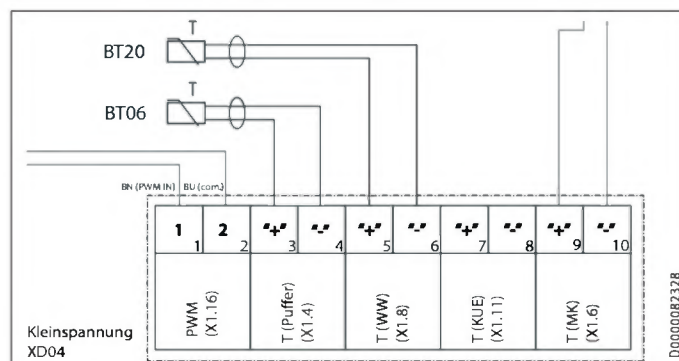 T
BT20
T
BT06
BN (PWM IN) BU (com.)
1 2 "+" "-" "+" "-" "+" "-" "+" "-"
1 2 3 4 5 6 7 8 9 10
PWM
(X1.16)
T (Puffer)
(X1.4)
T (WW)
(X1.8)
T (KUE)
(X1.11)
T (MK)
(X1.6)
Kleinspannung
XD04
D0000082328